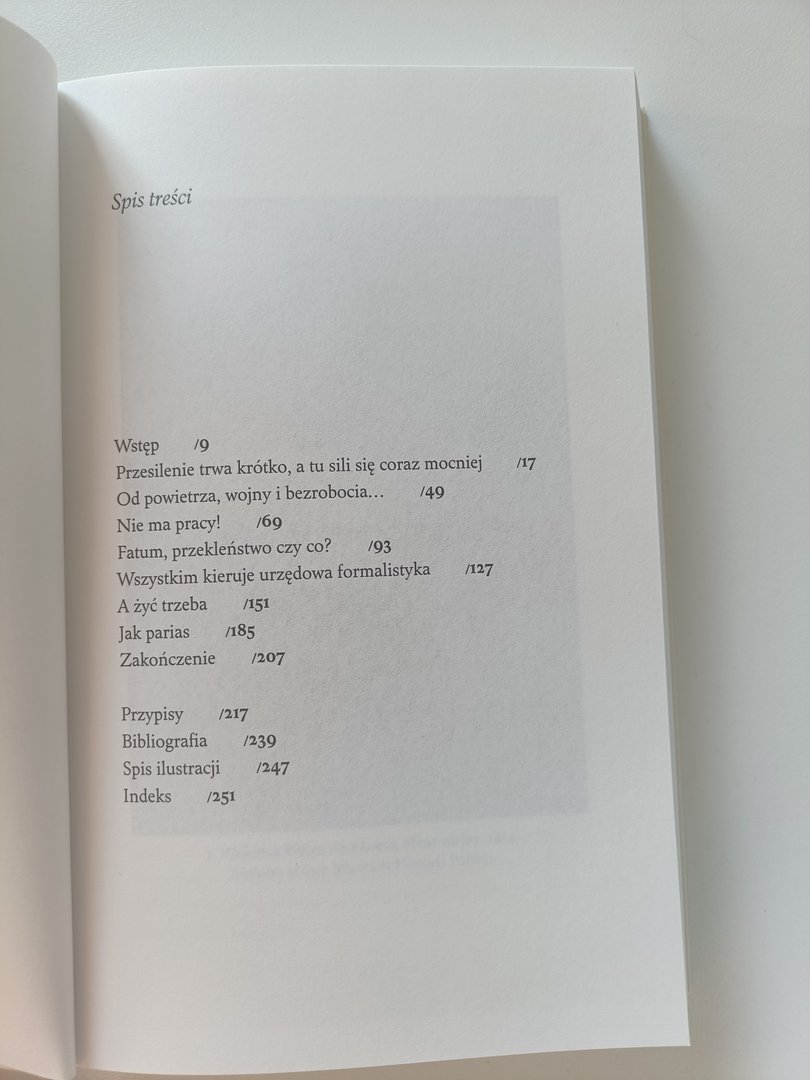 Spis treści
Wstęp /9
Przesilenie trwa krótko, a tu sili się coraz mocniej /17
Od powietrza, wojny i bezrobocia… /49
Nie ma pracy! /69
Fatum, przekleństwo czy co? /93
Wszystkim kieruje urzędowa formalistyka /127
A żyć trzeba /151
Jak parias /185
Zakończenie /207
Przypisy /217
Bibliografia /239
Spis ilustracji /247
Indeks /251